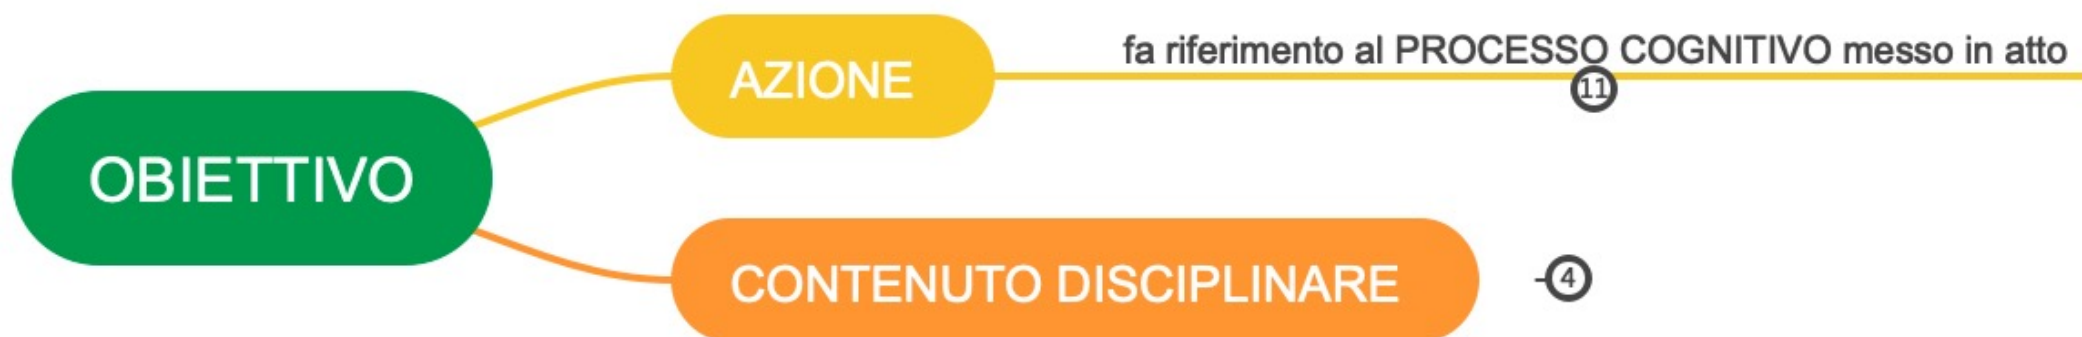 fa riferimento al PROCESSO COGNITIVO messo in atto
AZIONE
11
OBIETTIVO
CONTENUTO DISCIPLINARE
4